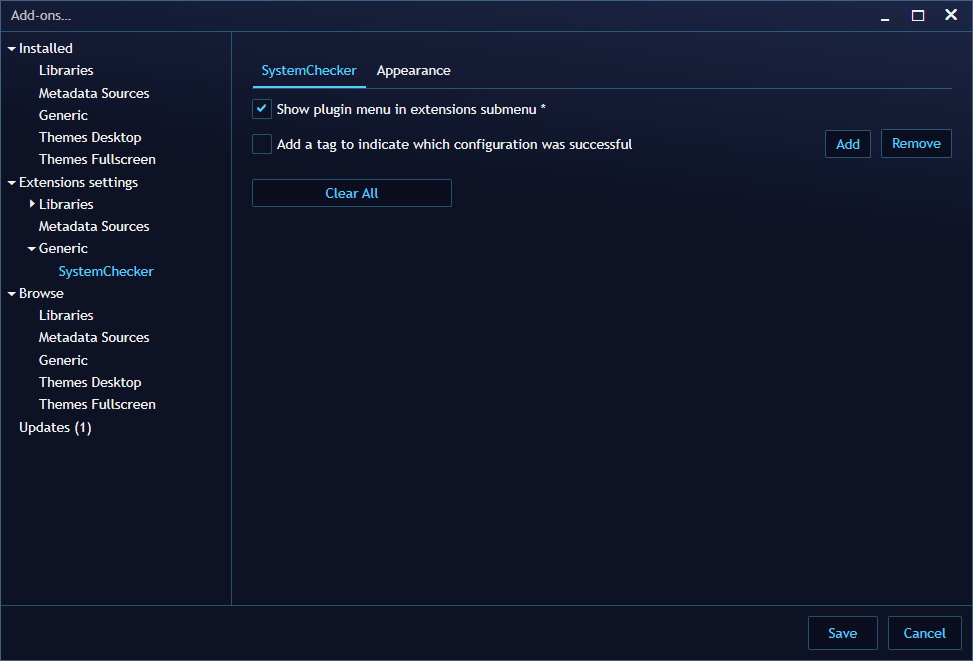 Add-ons...
Installed
Libraries
Metadata Sources
Generic
Themes Desktop
Themes Fullscreen
Extensions settings
Libraries
Metadata Sources
Generic
SystemChecker
Browse
Libraries
Metadata Sources
Generic
Themes Desktop
Themes Fullscreen
Updates (1)
SystemChecker Appearance
Show plugin menu in extensions submenu *
Add a tag to indicate which configuration was successful Add Remove
Clear All
Save Cancel